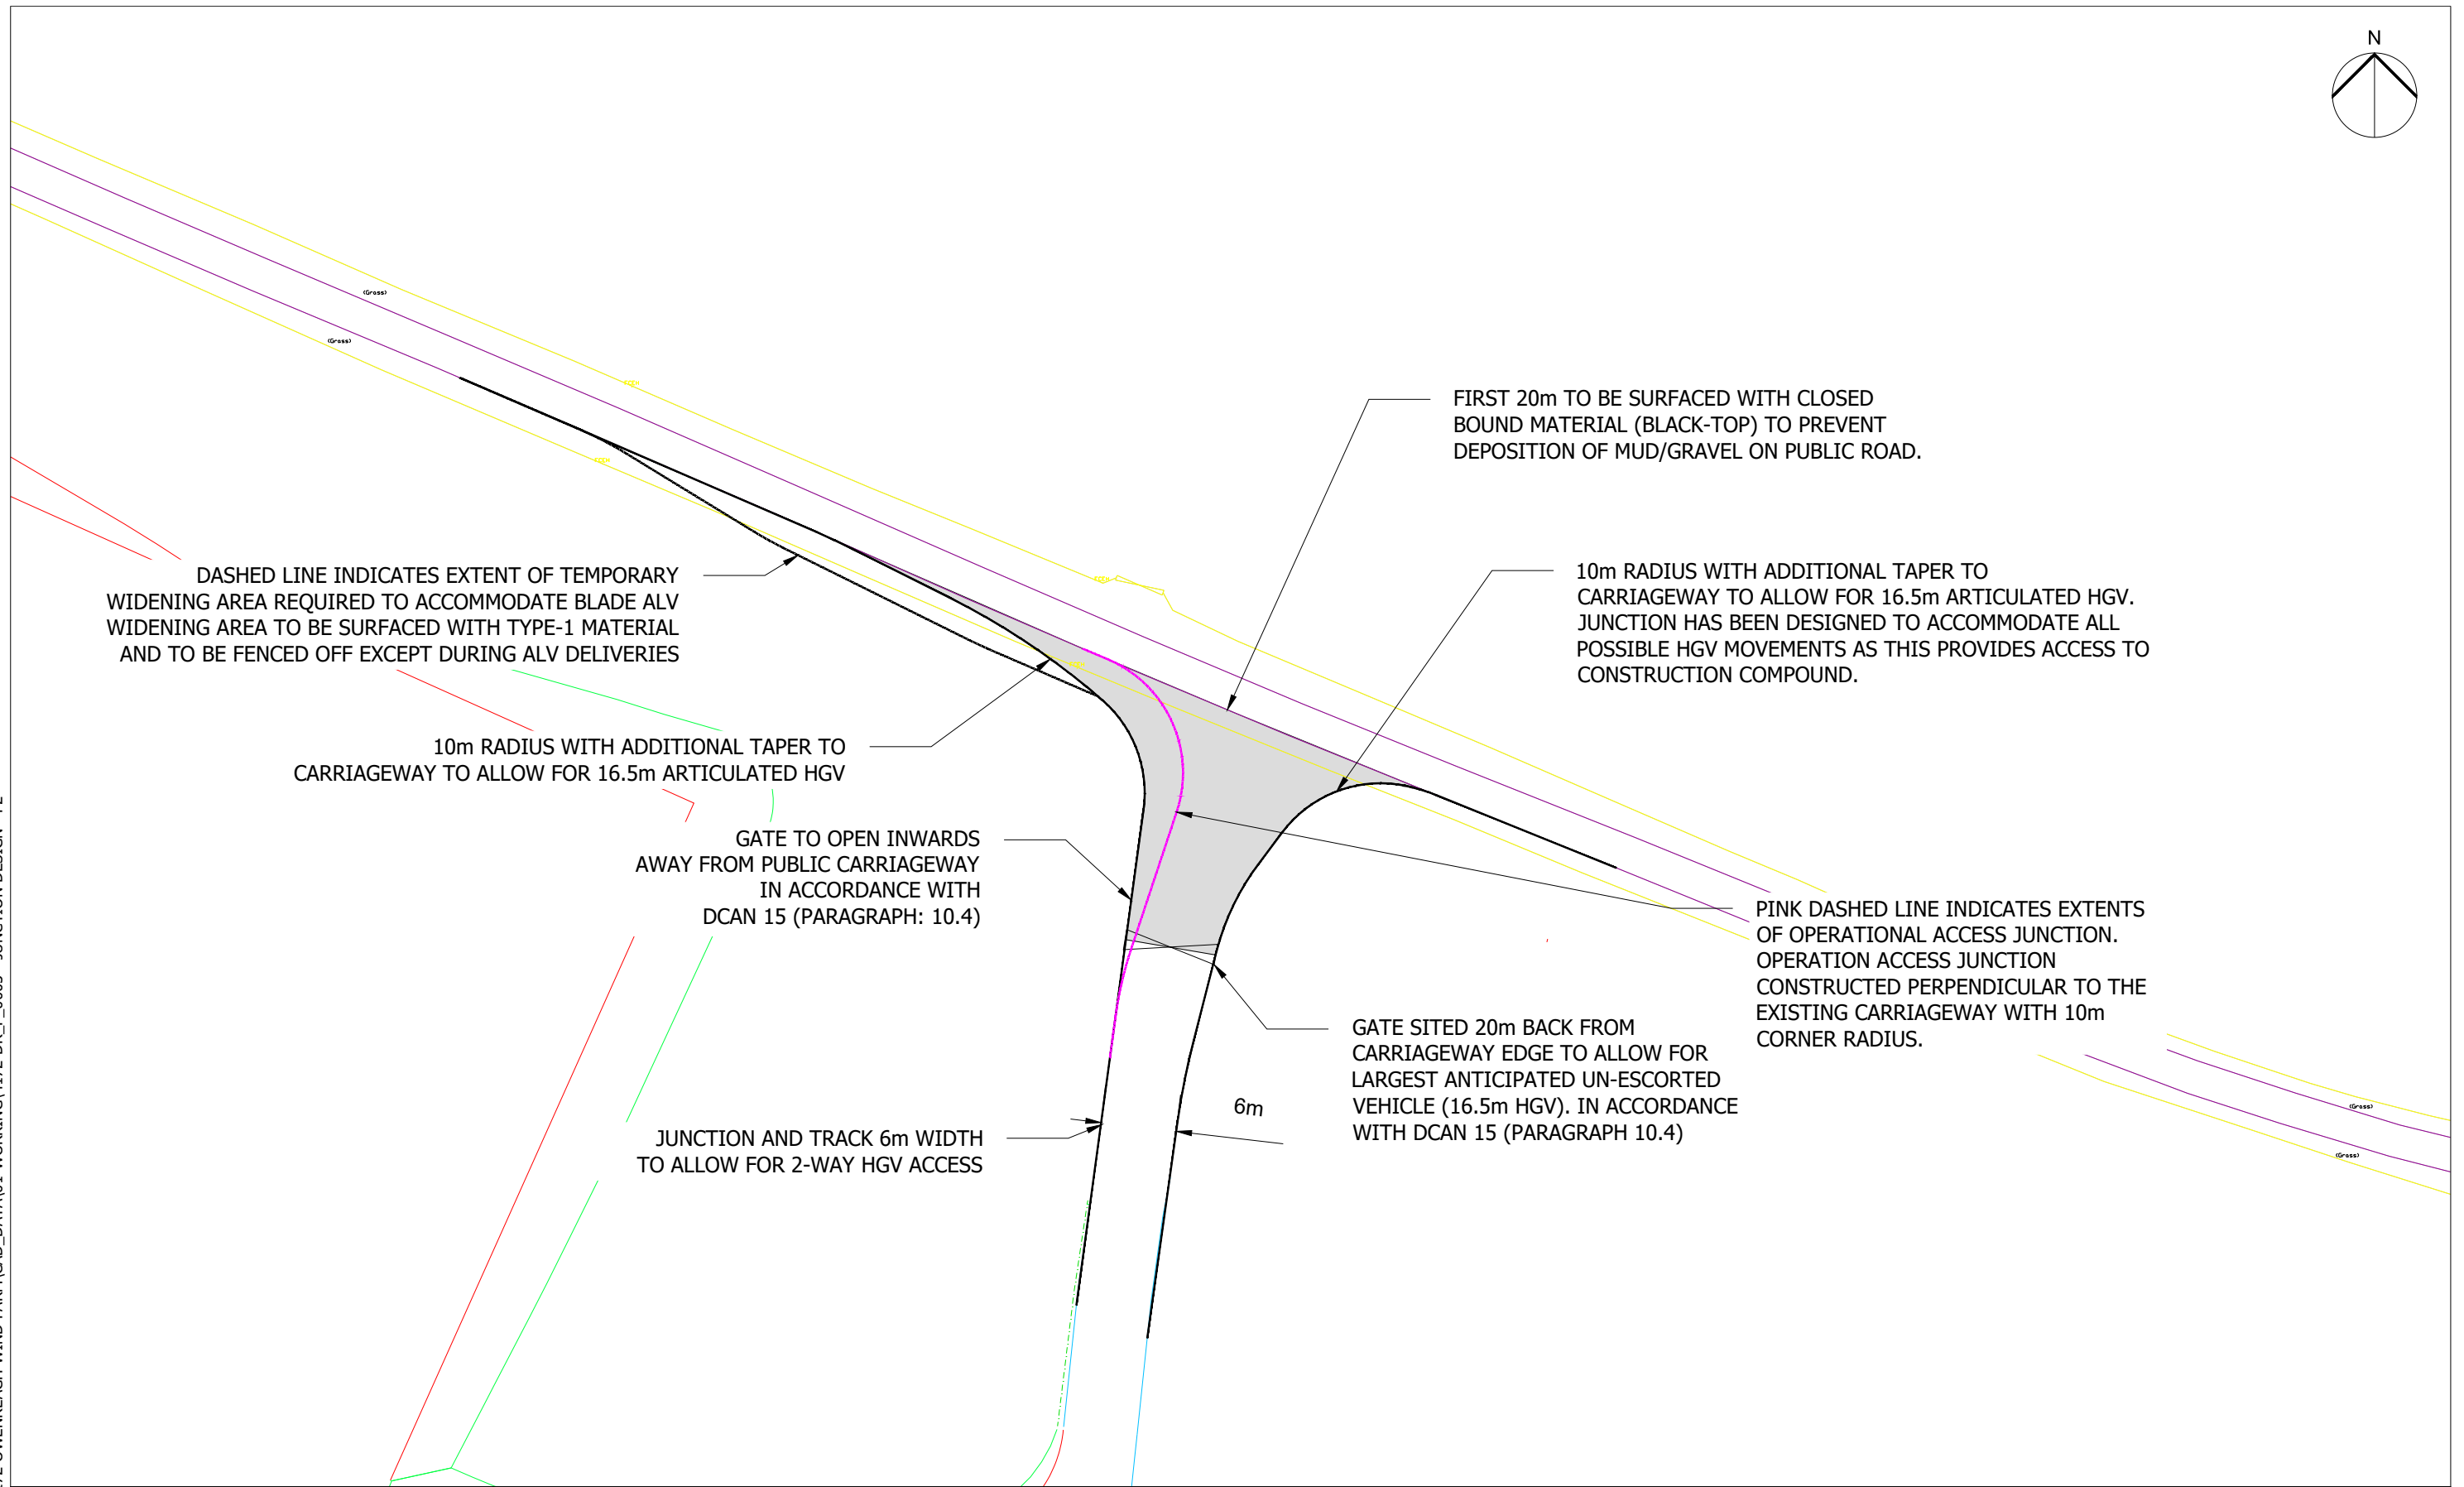 N
(Grass)
(Grass)
FIRST 20m TO BE SURFACED WITH CLOSED
BOUND MATERIAL (BLACK-TOP) TO PREVENT
DEPOSITION OF MUD/GRAVEL ON PUBLIC ROAD.
DASHED LINE INDICATES EXTENT OF TEMPORARY
WIDENING AREA REQUIRED TO ACCOMMODATE BLADE ALV
WIDENING AREA TO BE SURFACED WITH TYPE-1 MATERIAL
AND TO BE FENCED OFF EXCEPT DURING ALV DELIVERIES
10m RADIUS WITH ADDITIONAL TAPER TO
CARRIAGEWAY TO ALLOW FOR 16.5m ARTICULATED HGV.
JUNCTION HAS BEEN DESIGNED TO ACCOMMODATE ALL
POSSIBLE HGV MOVEMENTS AS THIS PROVIDES ACCESS TO
CONSTRUCTION COMPOUND.
10m RADIUS WITH ADDITIONAL TAPER TO
CARRIAGEWAY TO ALLOW FOR 16.5m ARTICULATED HGV
GATE TO OPEN INWARDS
AWAY FROM PUBLIC CARRIAGEWAY
IN ACCORDANCE WITH
DCAN 15 (PARAGRAPH: 10.4)
PINK DASHED LINE INDICATES EXTENTS
OF OPERATIONAL ACCESS JUNCTION.
OPERATION ACCESS JUNCTION
CONSTRUCTED PERPENDICULAR TO THE
EXISTING CARRIAGEWAY WITH 10m
CORNER RADIUS.
GATE SITED 20m BACK FROM
CARRIAGEWAY EDGE TO ALLOW FOR
LARGEST ANTICIPATED UN-ESCORTED
VEHICLE (16.5m HGV). IN ACCORDANCE
WITH DCAN 15 (PARAGRAPH 10.4)
6m
JUNCTION AND TRACK 6m WIDTH
TO ALLOW FOR 2-WAY HGV ACCESS
(Grass)
(Grass)